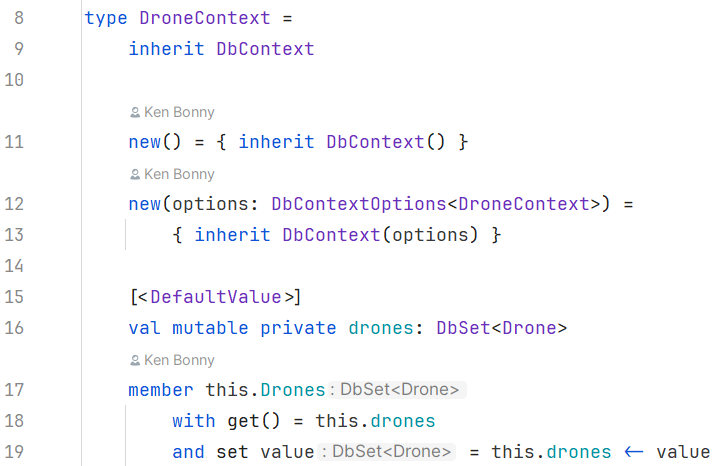 8 type DroneContext =
9 inherit DbContext
10
Ken Bonny
11 new() = { inherit DbContext() }
Ken Bonny
12 new(options: DbContextOptions<DroneContext>) =
13 { inherit DbContext(options) }
14
15 [<DefaultValue>]
16 val mutable private drones: DbSet<Drone>
Ken Bonny
17 member this.Drones : DbSet<Drone>
18 with get() = this.drones
19 and set value : DbSet<Drone> = this.drones <- value